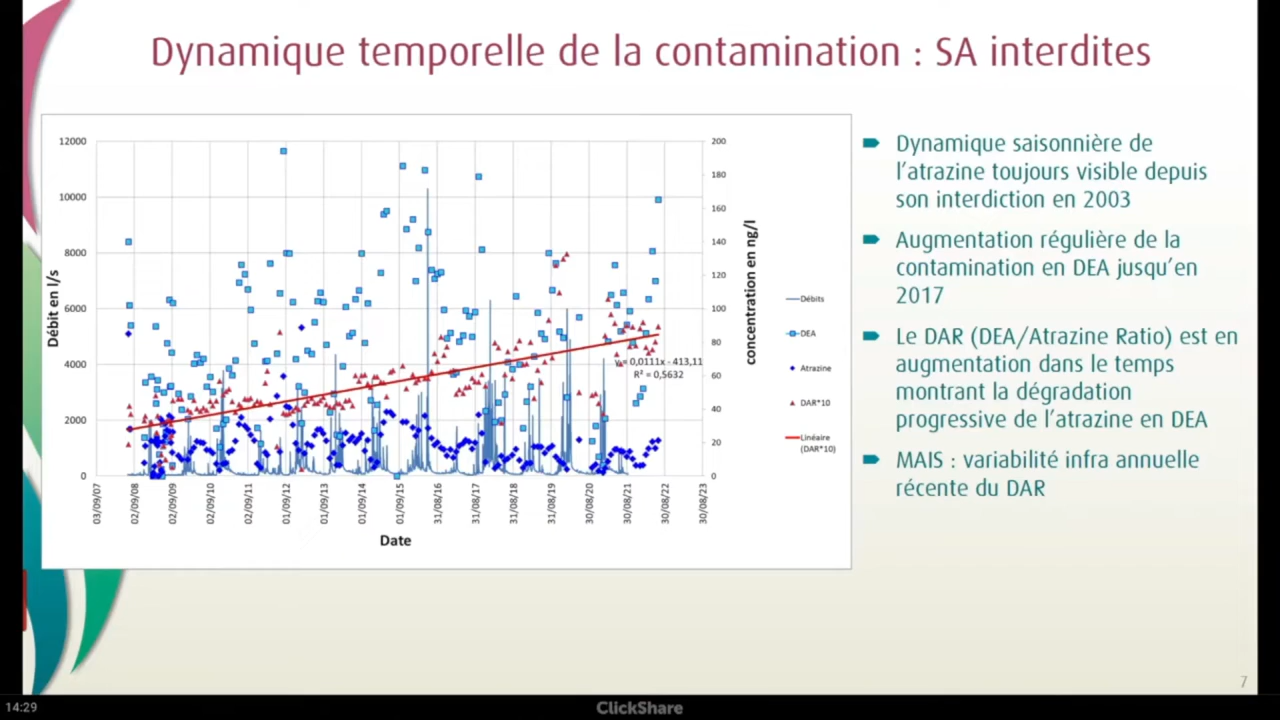 Dynamique temporelle de la contamination : SA interdites
12000
10000
8000
6000
4000
2000
0
Débit en l/s
200
180
160
140
120
100
80
60
40
20
0
concentration en ng/l
03/09/07
02/09/08
02/09/09
02/09/10
02/09/11
01/09/12
01/09/13
01/09/14
01/09/15
31/08/16
31/08/17
31/08/18
31/08/19
30/08/20
30/08/21
30/08/22
30/08/23
Date
y = 0,0111x - 413,11
R² = 0,5632
Débits
DEA
Atrazine
DAR*10
Linéaire
(DAR*10)
Dynamique saisonnière de
l'atrazine toujours visible depuis
son interdiction en 2003
Augmentation régulière de la
contamination en DEA jusqu'en
2017
Le DAR (DEA/Atrazine Ratio) est en
augmentation dans le temps
montrant la dégradation
progressive de l'atrazine en DEA
MAIS : variabilité infra annuelle
récente du DAR
7
14:29
ClickShare